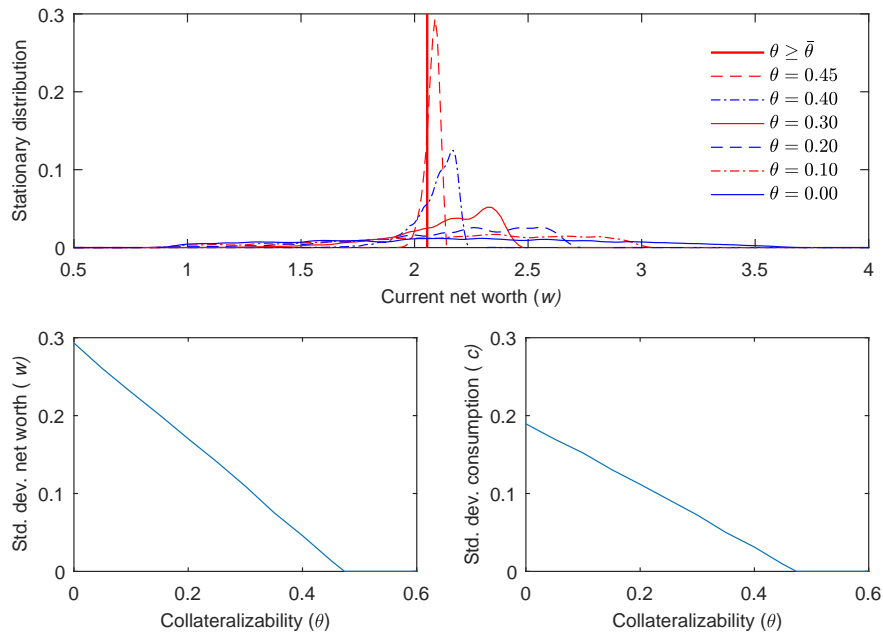 0.3
0.2
0.1
0
Stationary distribution
0.5 1 1.5 2 2.5 3 3.5 4
Current net worth (w)
θ ≥ θ̄
θ = 0.45
θ = 0.40
θ = 0.30
θ = 0.20
θ = 0.10
θ = 0.00
0.3
0.2
0.1
0
Std. dev. net worth ( w)
0 0.2 0.4 0.6
Collateralizability (θ)
0.3
0.2
0.1
0
Std. dev. consumption ( c)
0 0.2 0.4 0.6
Collateralizability (θ)